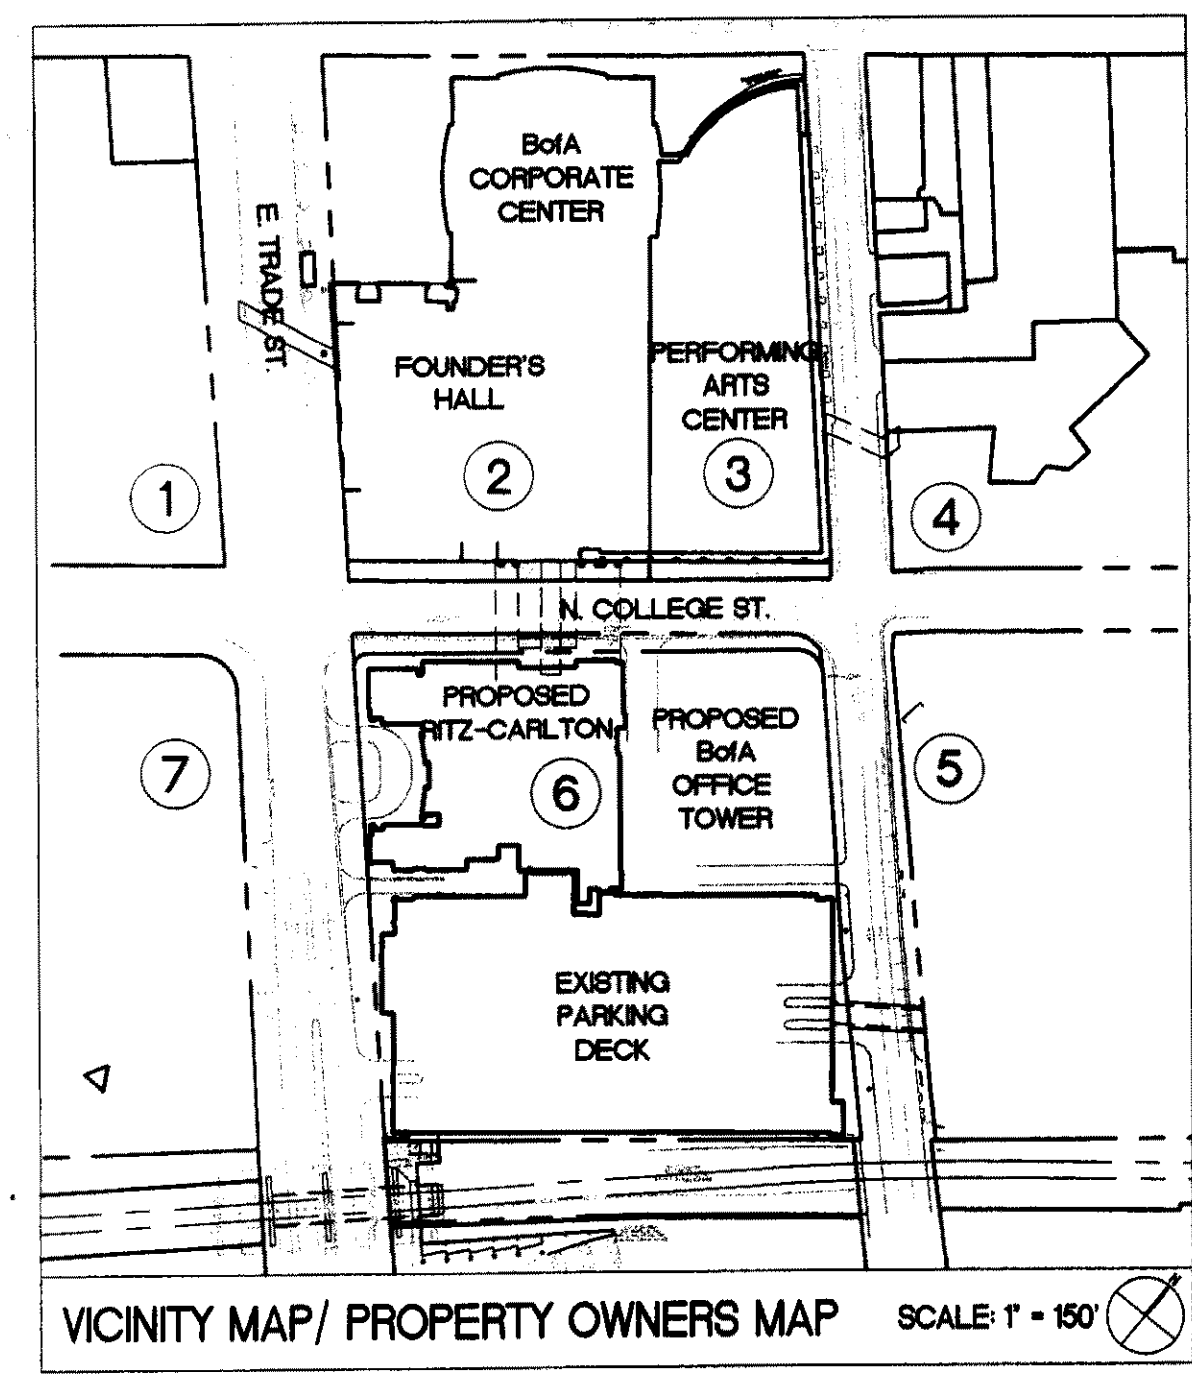 BofA
CORPORATE
CENTER
E. TRADE ST.
FOUNDER'S
HALL
PERFORMING
ARTS
CENTER
1
2
3
4
N. COLLEGE ST.
PROPOSED
RITZ-CARLTON
PROPOSED
BofA
OFFICE
TOWER
7
6
5
EXISTING
PARKING
DECK
VICINITY MAP/ PROPERTY OWNERS MAP
SCALE: 1" = 150'
N